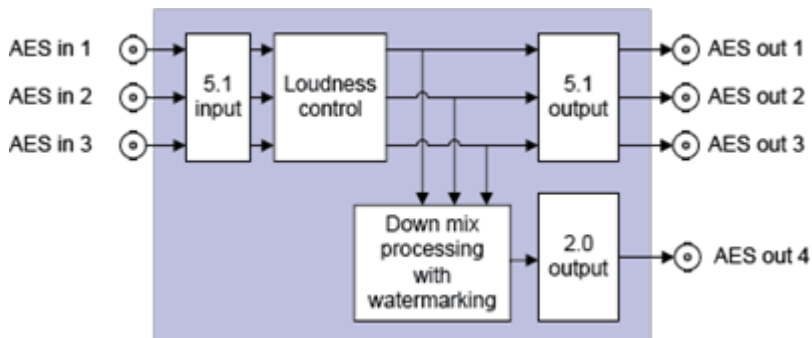 AES in 1
AES in 2
AES in 3
5.1
input
Loudness
control
5.1
output
AES out 1
AES out 2
AES out 3
Down mix
processing
with
watermarking
2.0
output
AES out 4